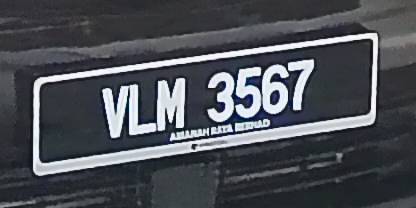 VLM 3567
AMANAH RAYA BERHAD